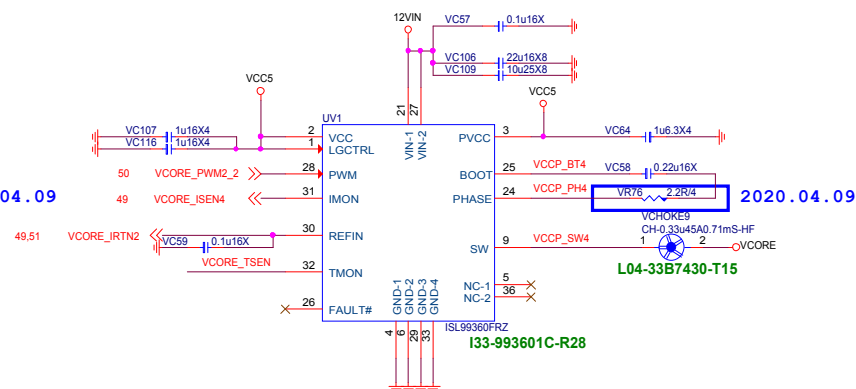 12VIN
VC57 0.1u16X
VC106 22u16X8
VC109 10u25X8
VCC5
VCC5
21 27
UV1
VC107 1u16X4
VC116 1u16X4
2 VCC
1 LGCTRL
VIN-1 VIN-2
PVCC 3
VC64 1u6.3X4
50 VCORE_PWM2_2 28 PWM
BOOT 25 VCCP_BT4 VC58 0.22u16X
04.09
49 VCORE_ISEN4 31 IMON
PHASE 24 VCCP_PH4 VR76 2.2R/4
2020.04.09
VCHOKE9
CH-0.33u45A0.71mS-HF
49,51 VCORE_IRTN2 30 REFIN
VC59 0.1u16X
SW 9 VCCP_SW4 1 2 VCORE
L04-33B7430-T15
VCORE_TSEN 32 TMON
NC-1 5
NC-2 36
26 FAULT#
GND-1 GND-2 GND-3 GND-4
4 6 29 33
ISL99360FRZ
I33-993601C-R28